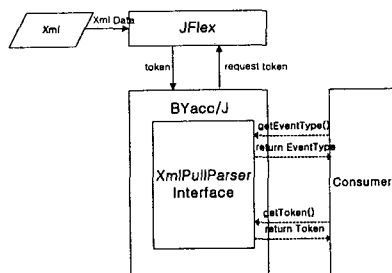 Xml
Xml Data
JFlex
token
request token
BYacc/J
getEventType()
return EventType
XmlPullParser
Interface
Consumer
getToken()
return Token